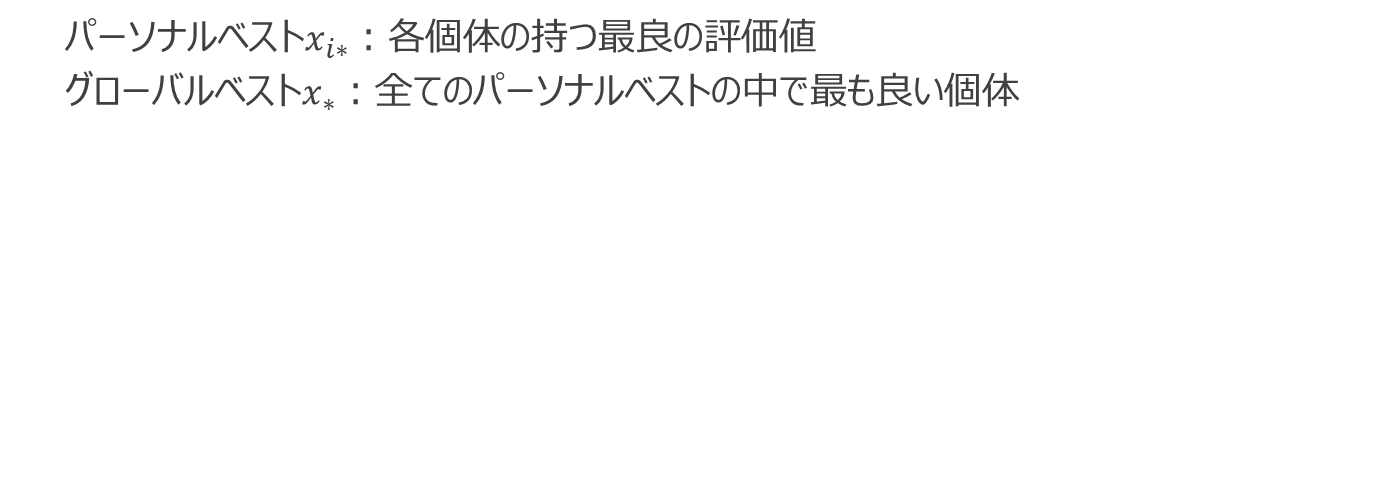 パーソナルベスト𝑥𝑖∗：各個体の持つ最良の評価値
グローバルベスト𝑥∗：全てのパーソナルベストの中で最も良い個体